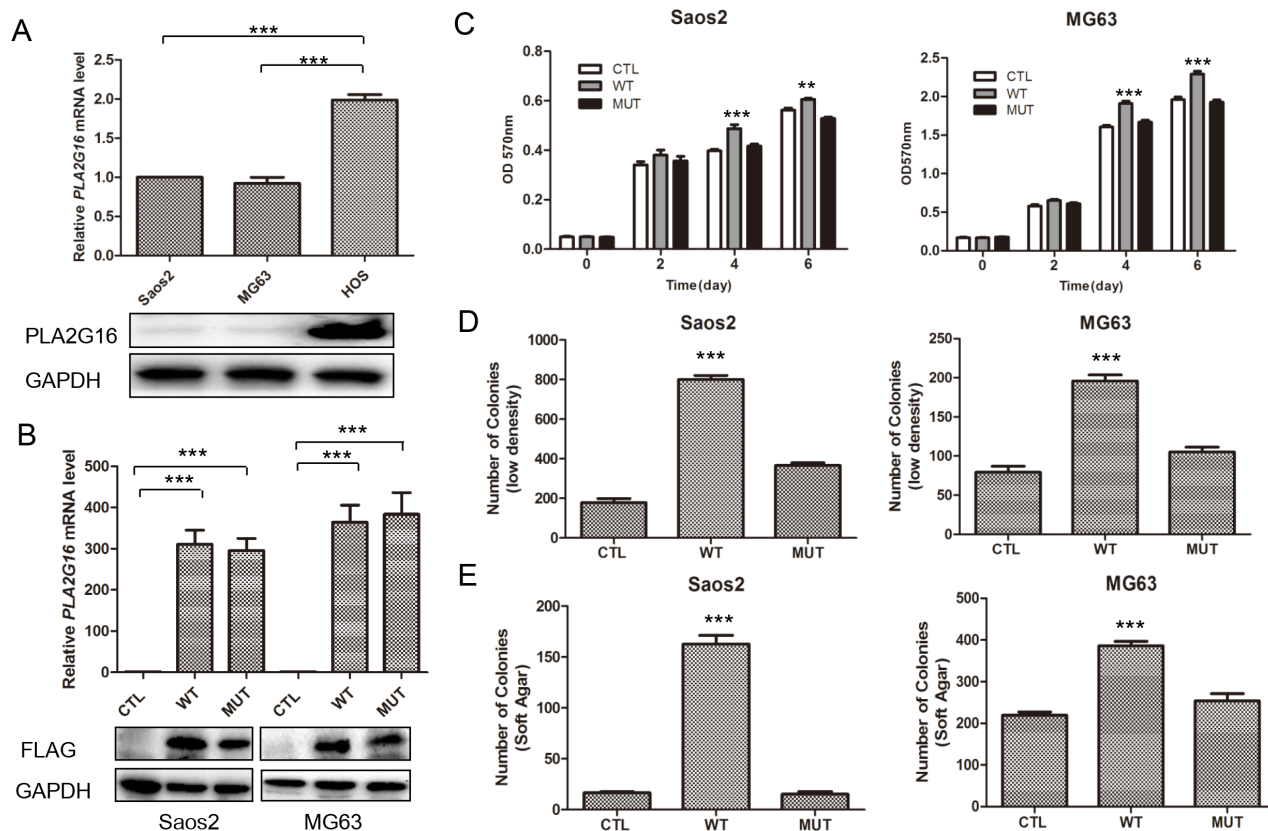 A
***
***
Relative PLA2G16 mRNA level
2.5
2.0
1.5
1.0
0.5
0.0
Saos2
MG63
HOS
PLA2G16
GAPDH
B
***
***
***
***
Relative PLA2G16 mRNA level
500
400
300
200
100
0
CTL
WT
MUT
CTL
WT
MUT
FLAG
GAPDH
Saos2
MG63
C
Saos2
OD 570nm
0.8
0.6
0.4
0.2
0.0
CTL
WT
MUT
***
**
0
2
4
6
Time(day)
MG63
OD570nm
2.5
2.0
1.5
1.0
0.5
0.0
CTL
WT
MUT
***
***
0
2
4
6
Time(day)
D
Saos2
Number of Colonies
(low denesity)
1000
800
600
400
200
0
***
CTL
WT
MUT
MG63
Number of Colonies
(low denesity)
250
200
150
100
50
0
***
CTL
WT
MUT
E
Saos2
Number of Colonies
(Soft Agar)
200
150
100
50
0
***
CTL
WT
MUT
MG63
Number of Colonies
(Soft Agar)
500
400
300
200
100
0
***
CTL
WT
MUT